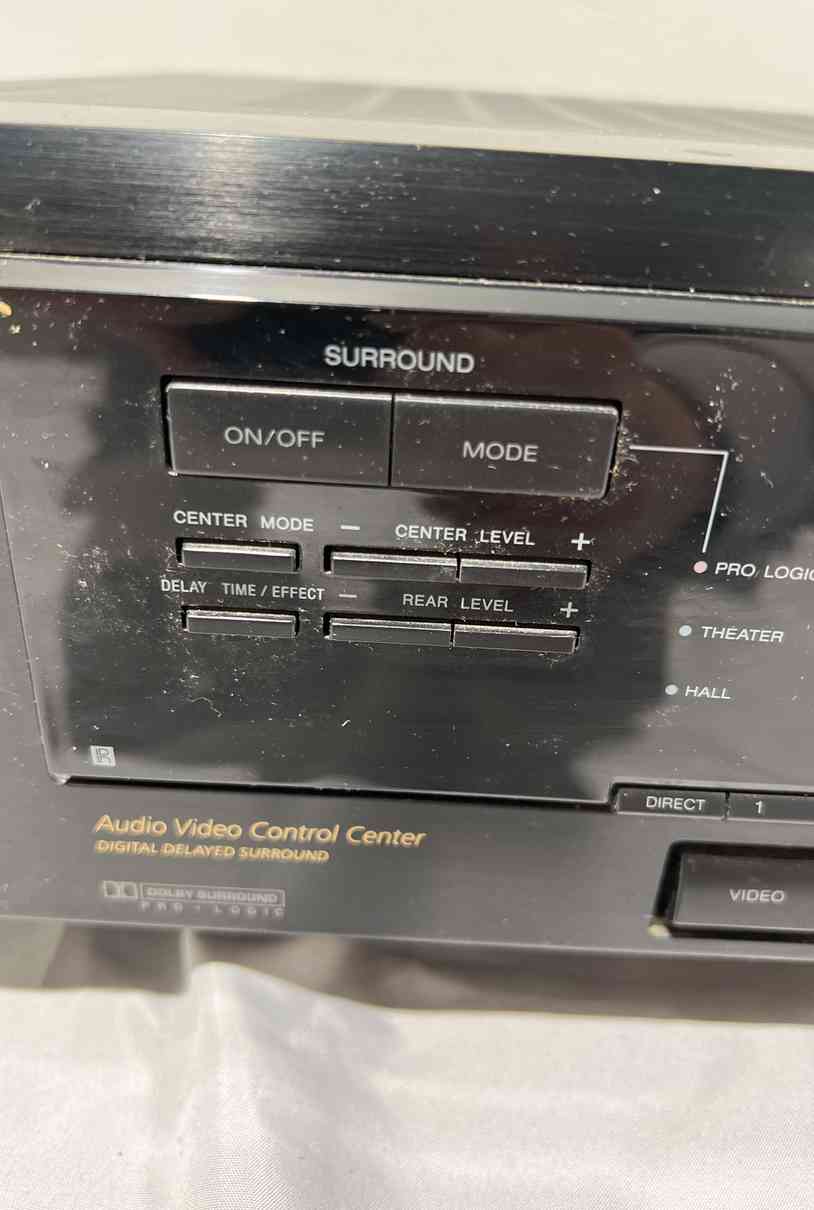 SURROUND
ON/OFF MODE
CENTER MODE − CENTER LEVEL +
DELAY TIME / EFFECT − REAR LEVEL +
PRO LOGIC
THEATER
HALL
R
DIRECT 1
Audio Video Control Center
DIGITAL DELAYED SURROUND
VIDEO
DOLBY SURROUND
PRO • LOGIC